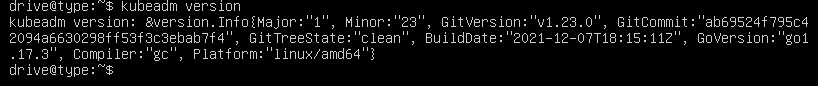 drive@type:~$ kubeadm version
kubeadm version: &version.Info{Major:"1", Minor:"23", GitVersion:"v1.23.0", GitCommit:"ab69524f795c4
2094a6630298ff53f3c3ebab7f4", GitTreeState:"clean", BuildDate:"2021-12-07T18:15:11Z", GoVersion:"go1
.17.3", Compiler:"gc", Platform:"linux/amd64"}
drive@type:~$